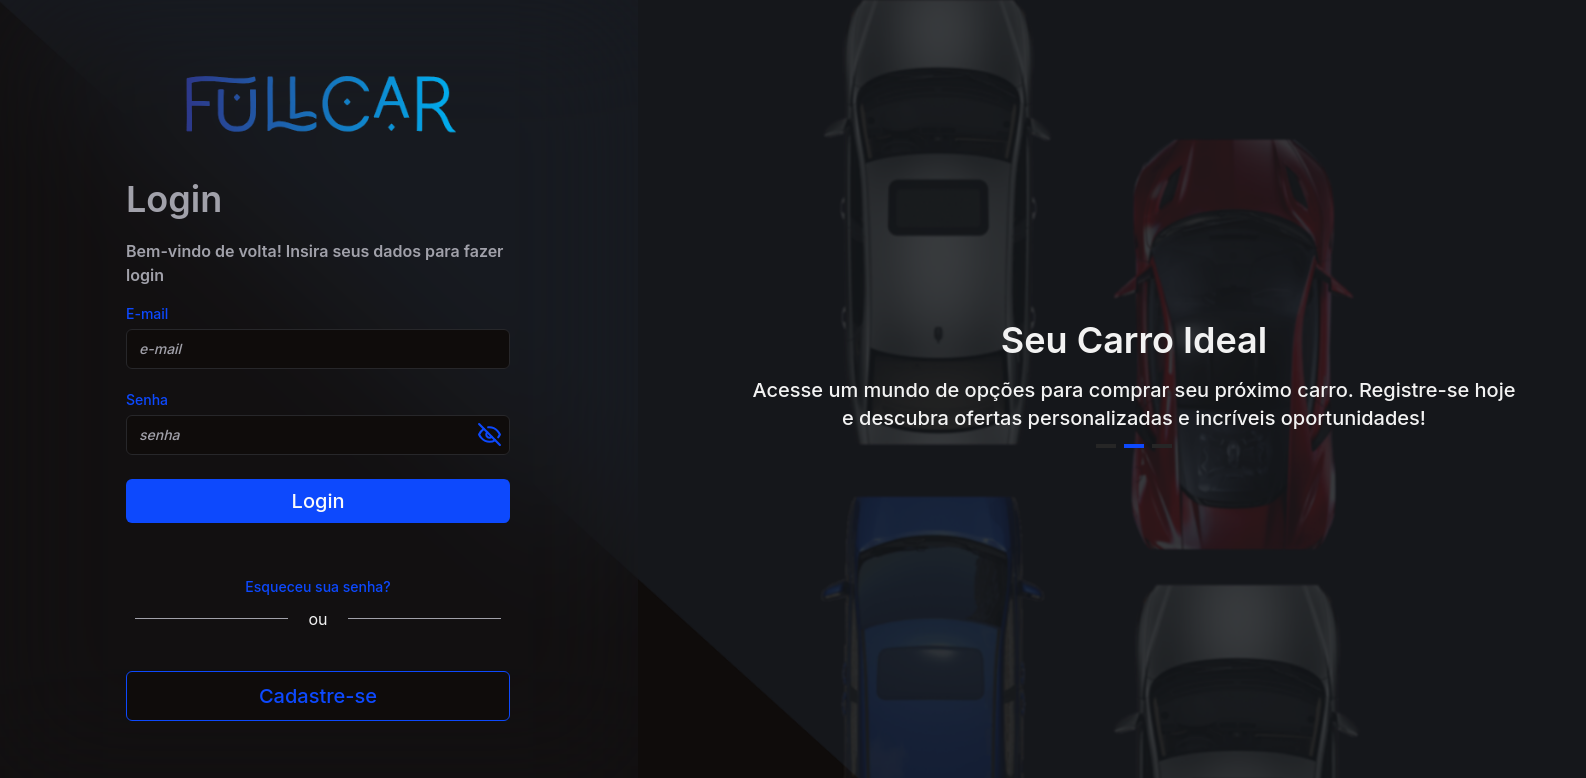 FULLCAR
Login
Bem-vindo de volta! Insira seus dados para fazer
login
E-mail
e-mail
Senha
senha
Login
Esqueceu sua senha?
ou
Cadastre-se
Seu Carro Ideal
Acesse um mundo de opções para comprar seu próximo carro. Registre-se hoje
e descubra ofertas personalizadas e incríveis oportunidades!